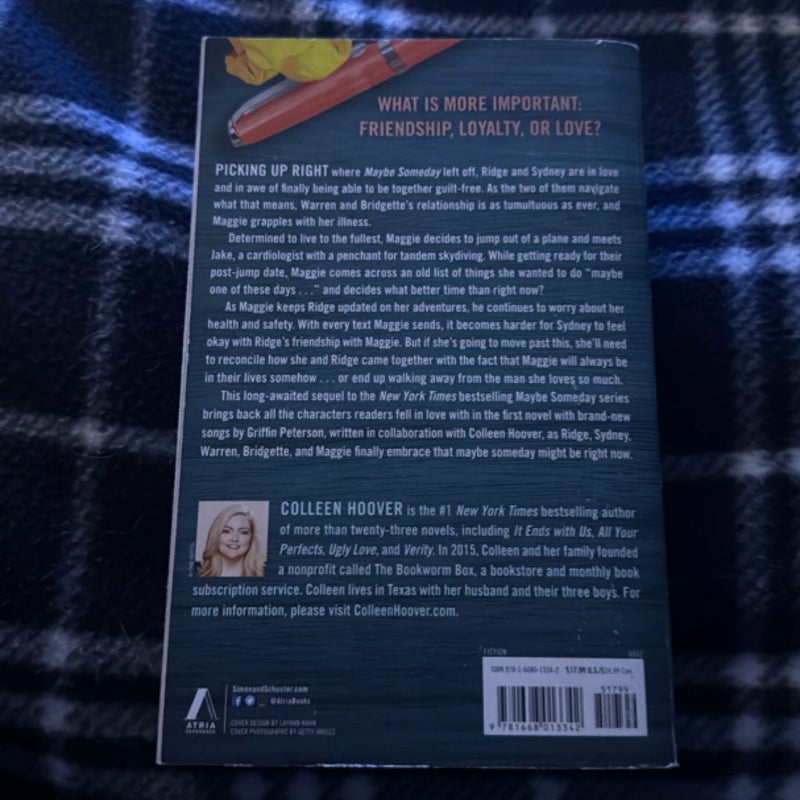 WHAT IS MORE IMPORTANT:
FRIENDSHIP, LOYALTY, OR LOVE?
PICKING UP RIGHT where Maybe Someday left off, Ridge and Sydney are in love
and in awe of finally being able to be together guilt-free. As the two of them navigate
what that means, Warren and Bridgette's relationship is as tumultuous as ever, and
Maggie grapples with her illness.
Determined to live to the fullest, Maggie decides to jump out of a plane and meets
Jake, a cardiologist with a penchant for tandem skydiving. While getting ready for their
post-jump date, Maggie comes across an old list of things she wanted to do "maybe
one of these days . . ." and decides what better time than right now?
As Maggie keeps Ridge updated on her adventures, he continues to worry about her
health and safety. With every text Maggie sends, it becomes harder for Sydney to feel
okay with Ridge's friendship with Maggie. But if she's going to move past this, she'll need
to reconcile how she and Ridge came together with the fact that Maggie will always be
in their lives somehow . . . or end up walking away from the man she loves so much.
This long-awaited sequel to the New York Times bestselling Maybe Someday series
brings back all the characters readers fell in love with in the first novel with brand-new
songs by Griffin Peterson, written in collaboration with Colleen Hoover, as Ridge, Sydney,
Warren, Bridgette, and Maggie finally embrace that maybe someday might be right now.
COLLEEN HOOVER is the #1 New York Times bestselling author
of more than twenty-three novels, including It Ends with Us, All Your
Perfects, Ugly Love, and Verity. In 2015, Colleen and her family founded
a nonprofit called The Bookworm Box, a bookstore and monthly book
subscription service. Colleen lives in Texas with her husband and their three boys. For
more information, please visit ColleenHoover.com.
FICTION 0922
ISBN 978-1-6680-1334-2 $17.99 U.S./$24.99 Can.
51799
9 781668 013342
ATRIA
PAPERBACK
SimonandSchuster.com
@AtriaBooks
COVER DESIGN BY LAYWAN KWAN
COVER PHOTOGRAPHS BY GETTY IMAGES